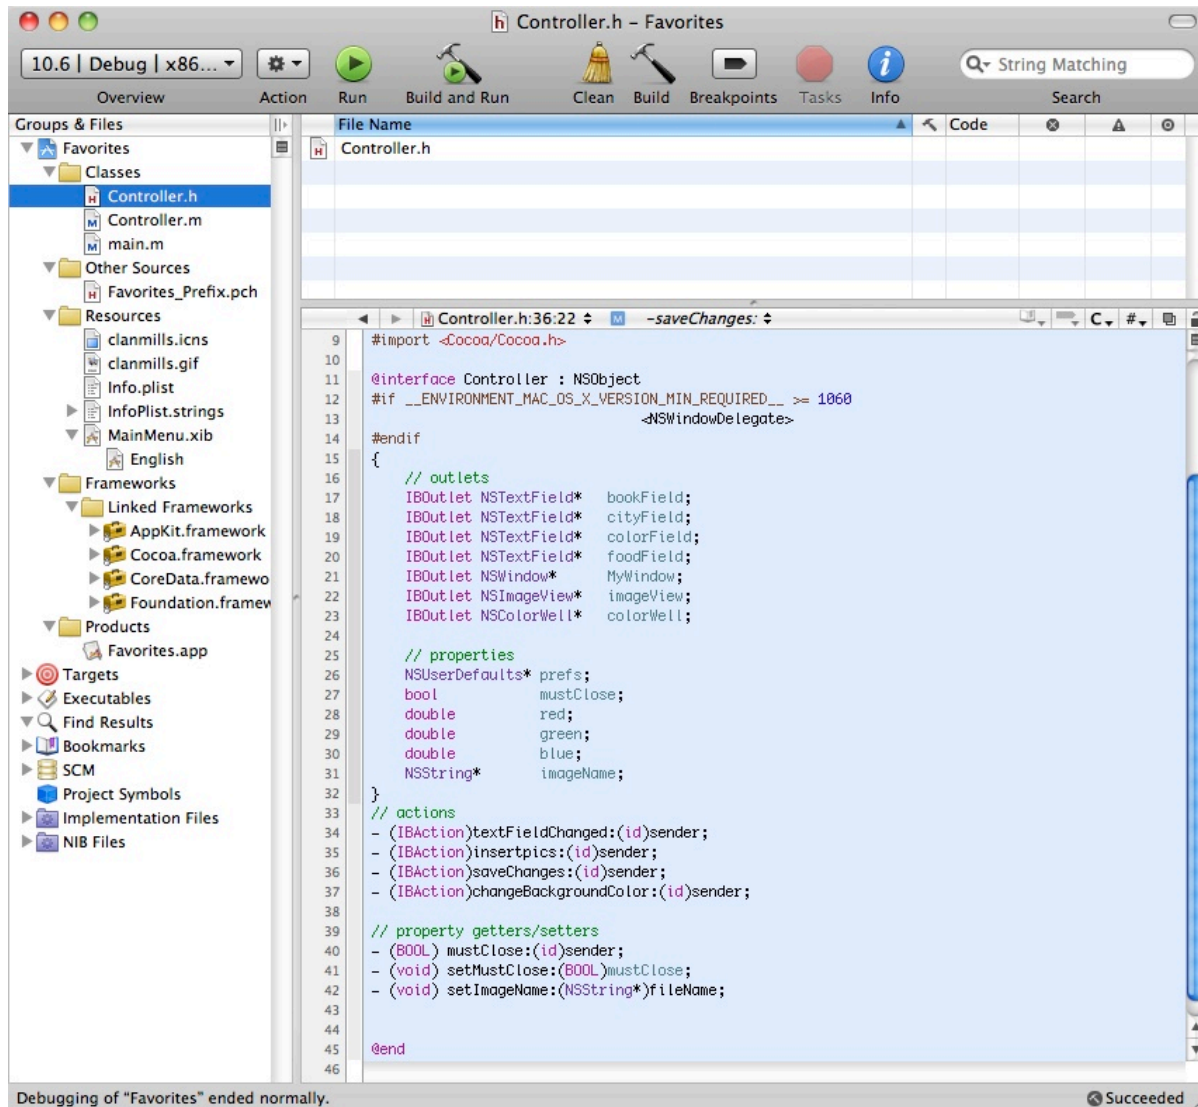 Controller.h – Favorites
10.6 | Debug | x86...
String Matching
Overview
Action
Run
Build and Run
Clean
Build
Breakpoints
Tasks
Info
Search
Groups & Files
Favorites
Classes
Controller.h
Controller.m
main.m
Other Sources
Favorites_Prefix.pch
Resources
clanmills.icns
clanmills.gif
Info.plist
InfoPlist.strings
MainMenu.xib
English
Frameworks
Linked Frameworks
AppKit.framework
Cocoa.framework
CoreData.framewo
Foundation.framew
Products
Favorites.app
Targets
Executables
Find Results
Bookmarks
SCM
Project Symbols
Implementation Files
NIB Files
File Name
Code
Controller.h
Controller.h:36:22
M
-saveChanges:
C
#
9 #import <Cocoa/Cocoa.h>
10
11 @interface Controller : NSObject
12 #if __ENVIRONMENT_MAC_OS_X_VERSION_MIN_REQUIRED__ >= 1060
13 <NSWindowDelegate>
14 #endif
15 {
16 // outlets
17 IBOutlet NSTextField* bookField;
18 IBOutlet NSTextField* cityField;
19 IBOutlet NSTextField* colorField;
20 IBOutlet NSTextField* foodField;
21 IBOutlet NSWindow* MyWindow;
22 IBOutlet NSImageView* imageView;
23 IBOutlet NSColorWell* colorWell;
24
25 // properties
26 NSUserDefaults* prefs;
27 bool mustClose;
28 double red;
29 double green;
30 double blue;
31 NSString* imageName;
32 }
33 // actions
34 - (IBAction)textFieldChanged:(id)sender;
35 - (IBAction)insertpics:(id)sender;
36 - (IBAction)saveChanges:(id)sender;
37 - (IBAction)changeBackgroundColor:(id)sender;
38
39 // property getters/setters
40 - (BOOL) mustClose:(id)sender;
41 - (void) setMustClose:(BOOL)mustClose;
42 - (void) setImageName:(NSString*)fileName;
43
44
45 @end
46
Debugging of "Favorites" ended normally.
Succeeded